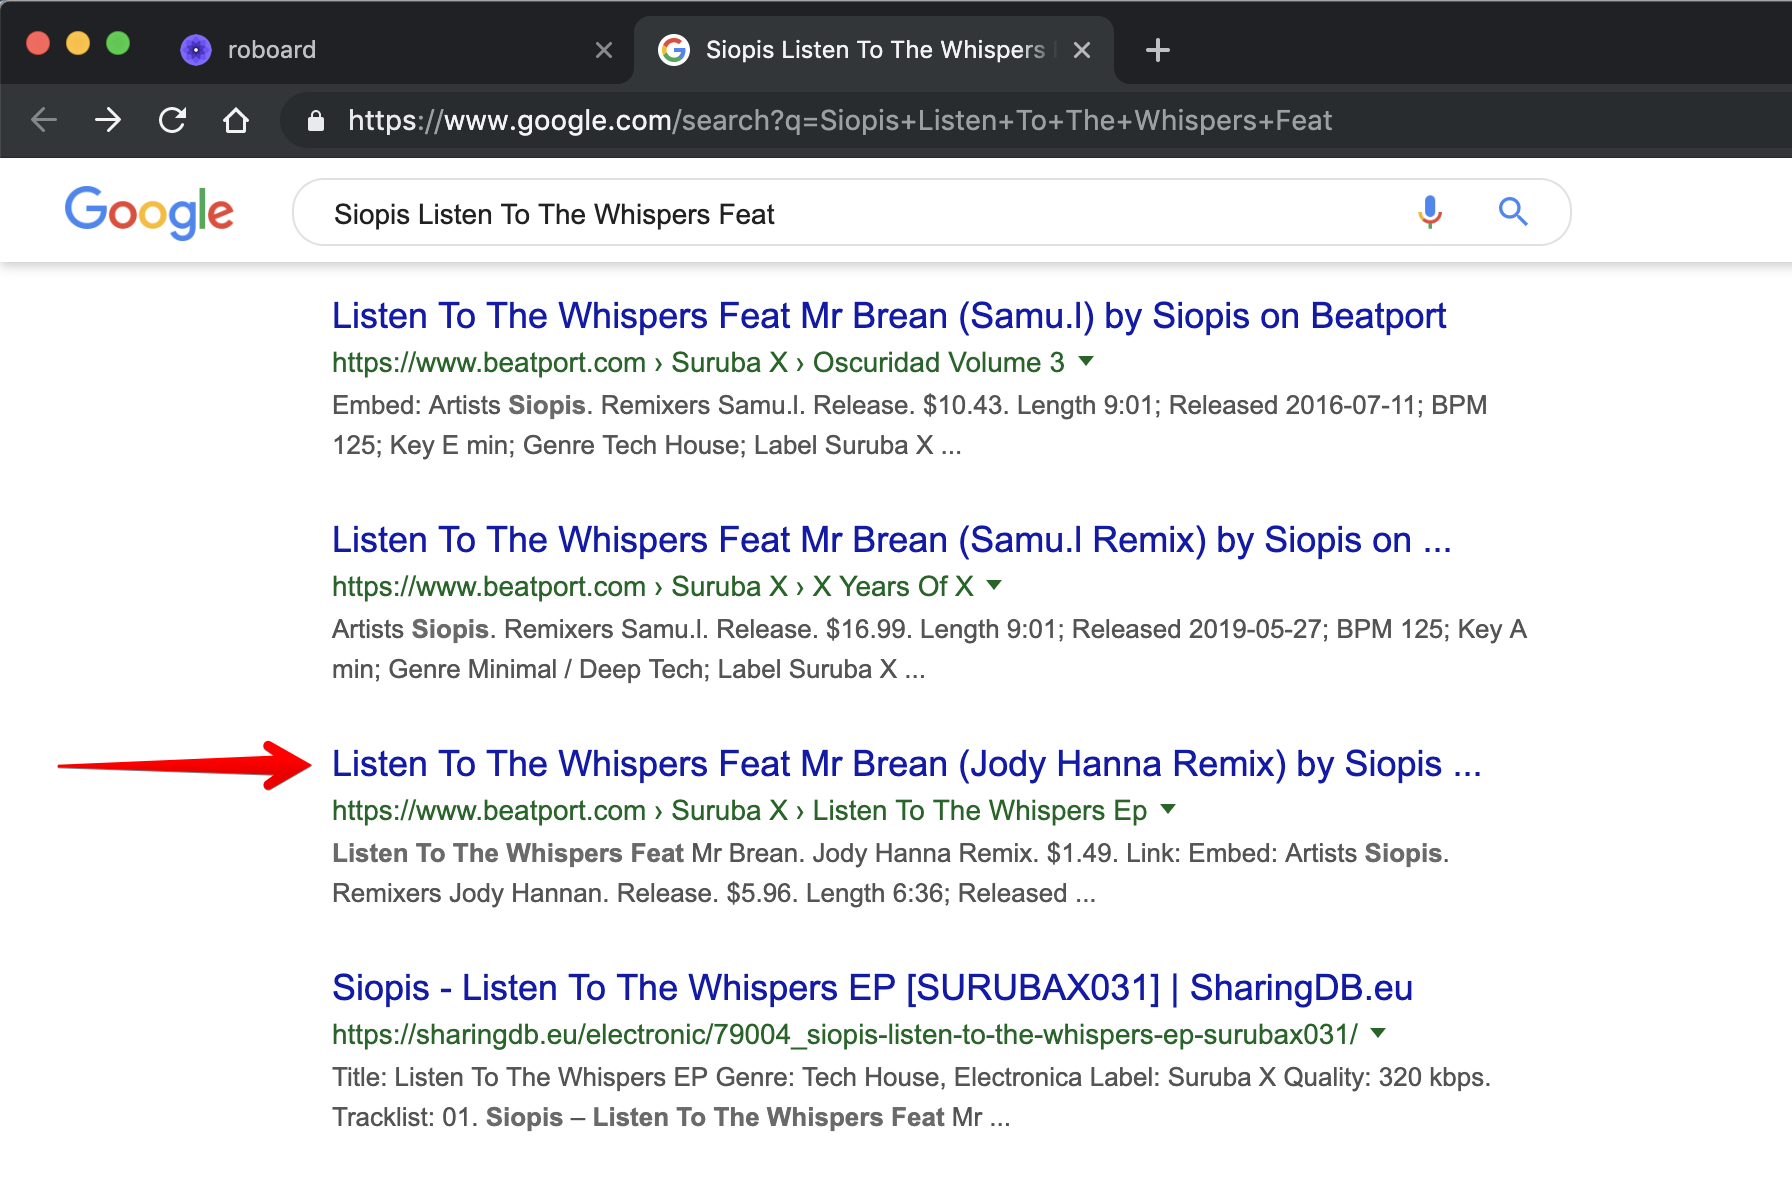 roboard
Siopis Listen To The Whispers
https://www.google.com/search?q=Siopis+Listen+To+The+Whispers+Feat
Google
Siopis Listen To The Whispers Feat
Listen To The Whispers Feat Mr Brean (Samu.l) by Siopis on Beatport
https://www.beatport.com › Suruba X › Oscuridad Volume 3
Embed: Artists Siopis. Remixers Samu.l. Release. $10.43. Length 9:01; Released 2016-07-11; BPM
125; Key E min; Genre Tech House; Label Suruba X ...
Listen To The Whispers Feat Mr Brean (Samu.l Remix) by Siopis on ...
https://www.beatport.com › Suruba X › X Years Of X
Artists Siopis. Remixers Samu.l. Release. $16.99. Length 9:01; Released 2019-05-27; BPM 125; Key A
min; Genre Minimal / Deep Tech; Label Suruba X ...
Listen To The Whispers Feat Mr Brean (Jody Hanna Remix) by Siopis ...
https://www.beatport.com › Suruba X › Listen To The Whispers Ep
Listen To The Whispers Feat Mr Brean. Jody Hanna Remix. $1.49. Link: Embed: Artists Siopis.
Remixers Jody Hannan. Release. $5.96. Length 6:36; Released ...
Siopis - Listen To The Whispers EP [SURUBAX031] | SharingDB.eu
https://sharingdb.eu/electronic/79004_siopis-listen-to-the-whispers-ep-surubax031/
Title: Listen To The Whispers EP Genre: Tech House, Electronica Label: Suruba X Quality: 320 kbps.
Tracklist: 01. Siopis – Listen To The Whispers Feat Mr ...